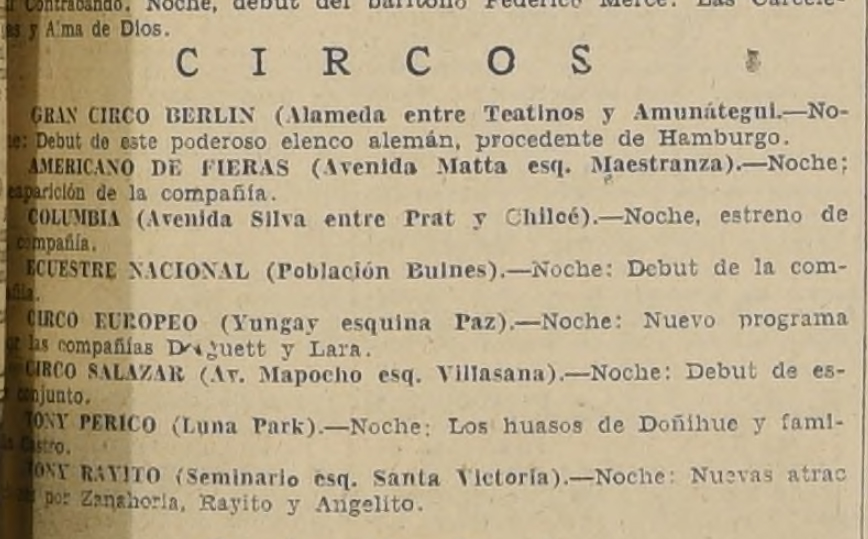 Contrabando. Noche, debut del barítono Federico Merce. Las Carcele-
y Alma de Dios.
CIRCOS
GRAN CIRCO BERLIN (Alameda entre Teatinos y Amunátegui.—No-
Debut de este poderoso elenco alemán, procedente de Hamburgo.
AMERICANO DE FIERAS (Avenida Matta esq. Maestranza).—Noche:
aparición de la compañía.
COLUMBIA (Avenida Silva entre Prat y Chiloé).—Noche, estreno de
compañía.
ECUESTRE NACIONAL (Población Bulnes).—Noche: Debut de la com-
ñía.
CIRCO EUROPEO (Yungay esquina Paz).—Noche: Nuevo programa
las compañías y Lara.
CIRCO SALAZAR (Av. Mapocho esq. Villasana).—Noche: Debut de es-
conjunto.
TONY PERICO (Luna Park).—Noche: Los huasos de Doñihue y fami-
Castro.
TONY RAYITO (Seminario esq. Santa Victoria).—Noche: Nuevas atrac
por Zanahoria, Rayito y Angelito.